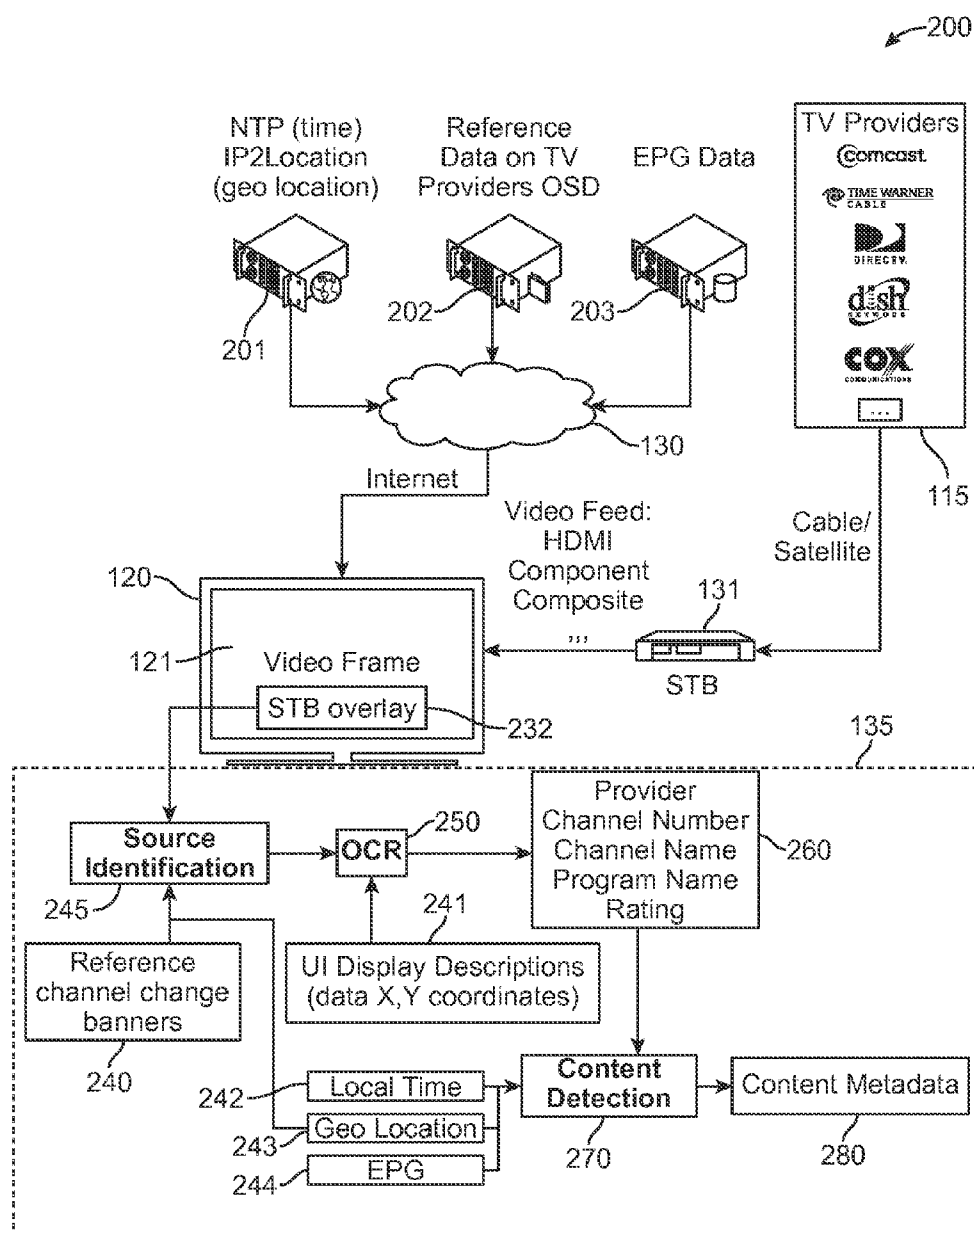 200
NTP (time)
IP2Location
(geo location)
Reference
Data on TV
Providers OSD
EPG Data
TV Providers
comcast
TIME WARNER
CABLE
DIRECTV
dish
NETWORK
COX
COMMUNICATIONS
...
201
202
203
130
115
Internet
Cable/
Satellite
Video Feed:
HDMI
Component
Composite
,,,
131
STB
120
121
Video Frame
STB overlay
232
135
Source
Identification
245
OCR
250
Provider
Channel Number
Channel Name
Program Name
Rating
260
Reference
channel change
banners
240
241
UI Display Descriptions
(data X,Y coordinates)
242
Local Time
243
Geo Location
244
EPG
Content
Detection
270
Content Metadata
280